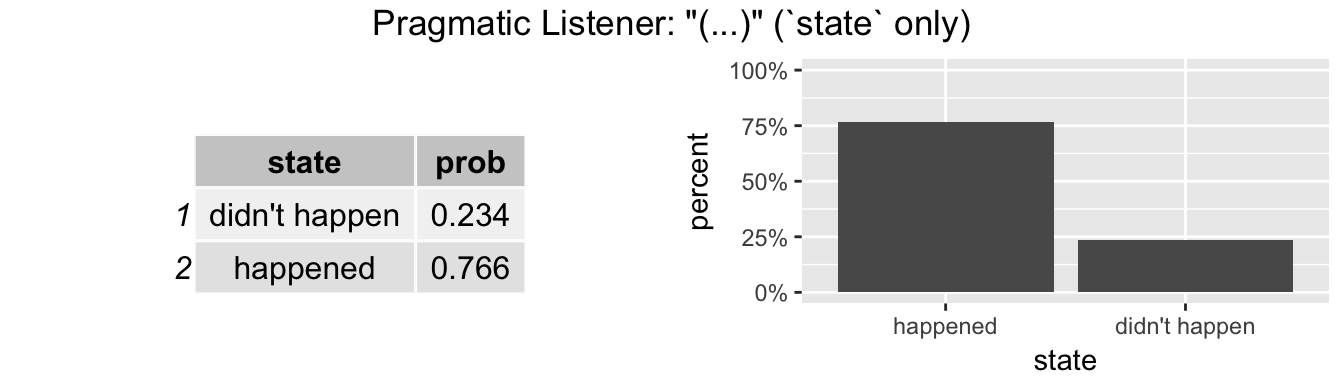 Pragmatic Listener: "(...)" (`state` only)
state prob
1 didn't happen 0.234
2 happened 0.766
percent
100%
75%
50%
25%
0%
happened didn't happen
state